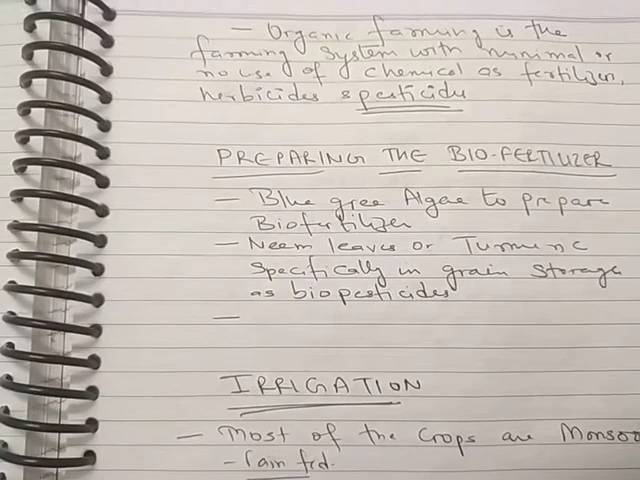 - Organic farming is the
farming System with minimal or
no use of chemical as fertilizer,
herbicides & pesticides
PREPARING THE BIO-FERTILIZER
- Blue gree Algae to prepare
Biofertilizer
- Neem leaves or Turmeric
Specifically in grain Storage
as biopesticides
-
IRRIGATION
- Most of the Crops are Monsoo
- rain fed.